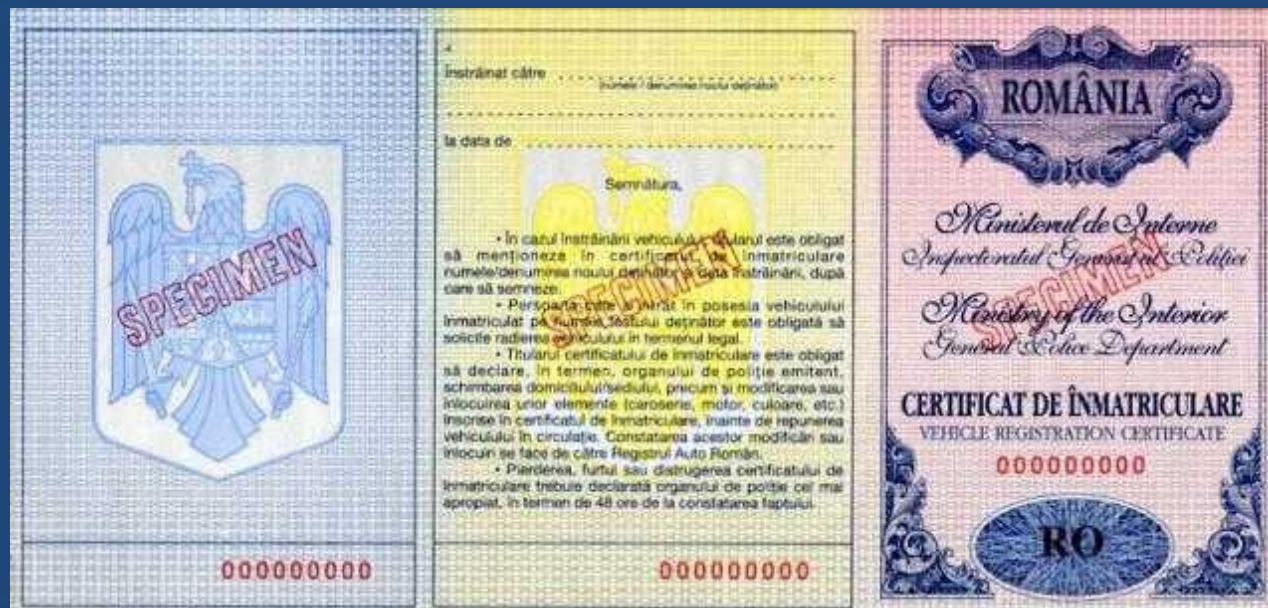 SPECIMEN
000000000
4
Înstrăinat către
(numele / denumirea noului deținător)
la data de
Semnătura,
• În cazul înstrăinării vehiculului, titularul este obligat
să menționeze în certificatul de înmatriculare
numele/denumirea noului deținător și data înstrăinării, după
care să semneze.
• Persoana care a intrat în posesia vehiculului
înmatriculat pe numele fostului deținător este obligată să
solicite radierea vehiculului în termenul legal.
• Titularul certificatului de înmatriculare este obligat
să declare, în termen, organului de poliție emitent,
schimbarea domiciliului/sediului, precum și modificarea sau
înlocuirea unor elemente (caroserie, motor, culoare, etc.)
înscrise în certificatul de înmatriculare, înainte de repunerea
vehiculului în circulație. Constatarea acestor modificări sau
înlocuiri se face de către Registrul Auto Român.
• Pierderea, furtul sau distrugerea certificatului de
înmatriculare trebuie declarată organului de poliție cel mai
apropiat, în termen de 48 ore de la constatarea faptului.
SPECIMEN
000000000
ROMÂNIA
Ministerul de Interne
Inspectoratul General al Poliției
SPECIMEN
Ministry of the Interior
General Police Department
CERTIFICAT DE ÎNMATRICULARE
VEHICLE REGISTRATION CERTIFICATE
000000000
RO